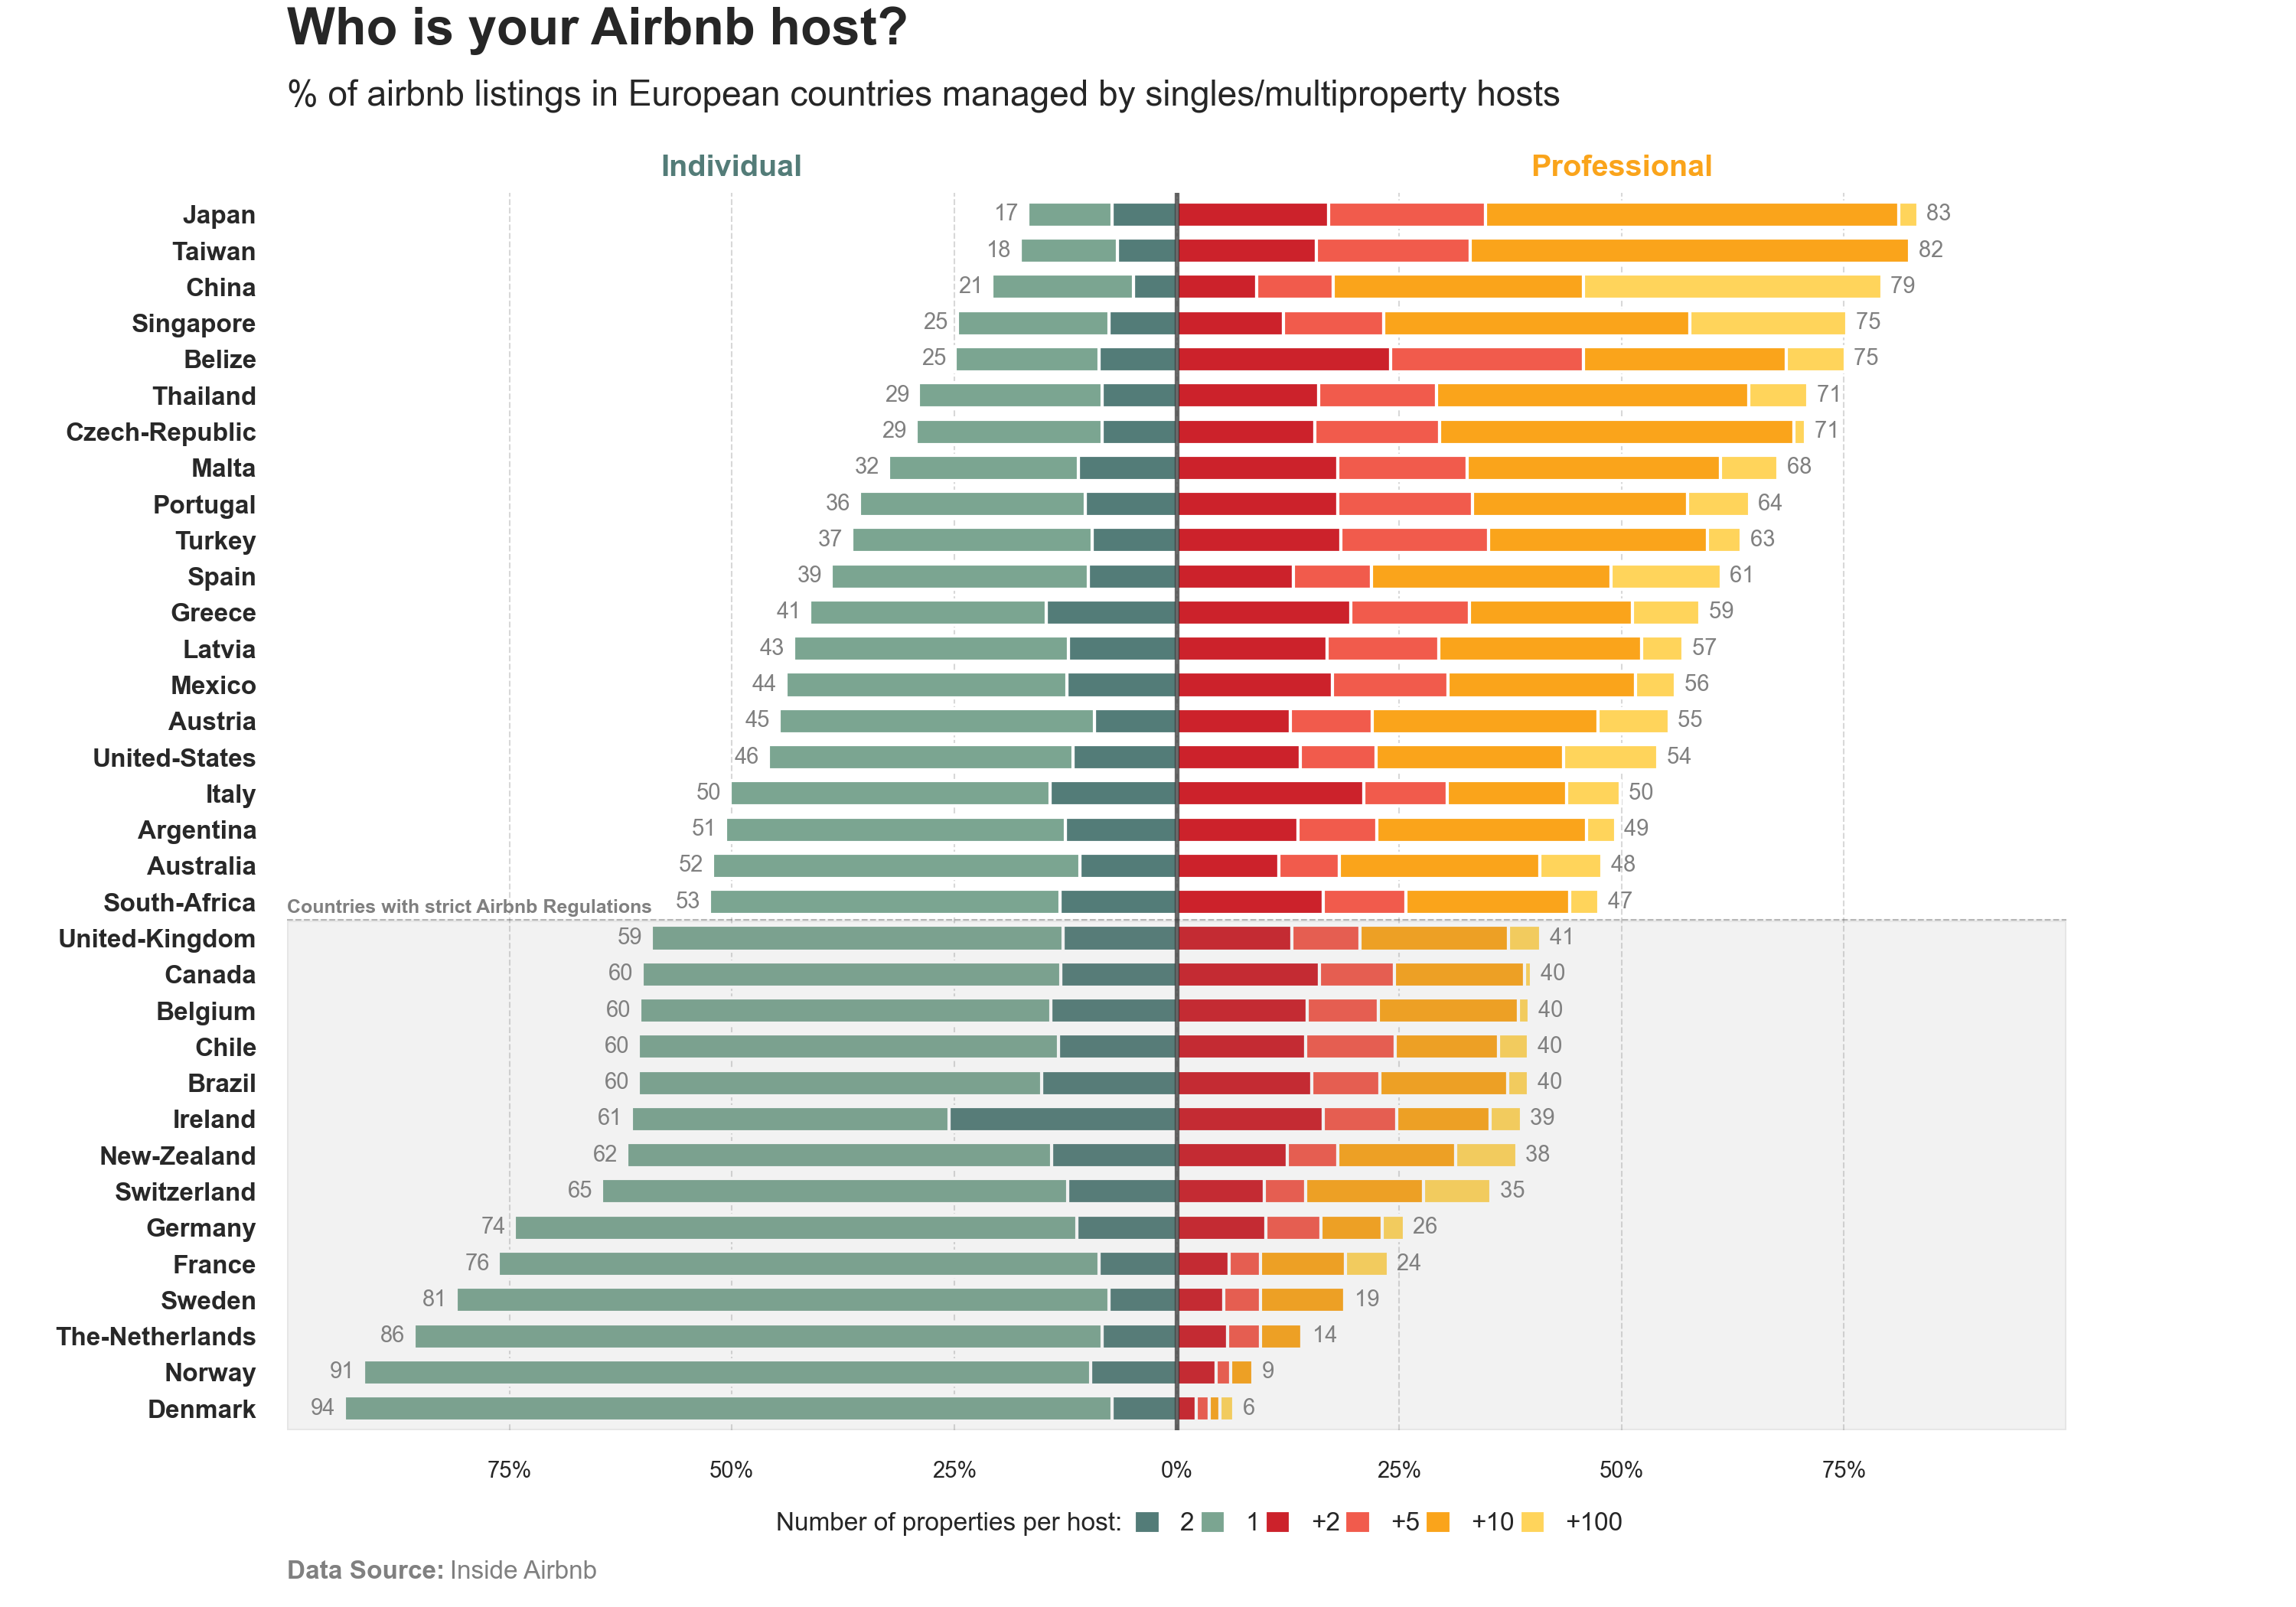 Who is your Airbnb host?
% of airbnb listings in European countries managed by singles/multiproperty hosts
Individual Professional
Japan 17 83
Taiwan 18 82
China 21 79
Singapore 25 75
Belize 25 75
Thailand 29 71
Czech-Republic 29 71
Malta 32 68
Portugal 36 64
Turkey 37 63
Spain 39 61
Greece 41 59
Latvia 43 57
Mexico 44 56
Austria 45 55
United-States 46 54
Italy 50 50
Argentina 51 49
Australia 52 48
South-Africa 53 47
Countries with strict Airbnb Regulations
United-Kingdom 59 41
Canada 60 40
Belgium 60 40
Chile 60 40
Brazil 60 40
Ireland 61 39
New-Zealand 62 38
Switzerland 65 35
Germany 74 26
France 76 24
Sweden 81 19
The-Netherlands 86 14
Norway 91 9
Denmark 94 6
75% 50% 25% 0% 25% 50% 75%
Number of properties per host: 2 1 +2 +5 +10 +100
Data Source: Inside Airbnb